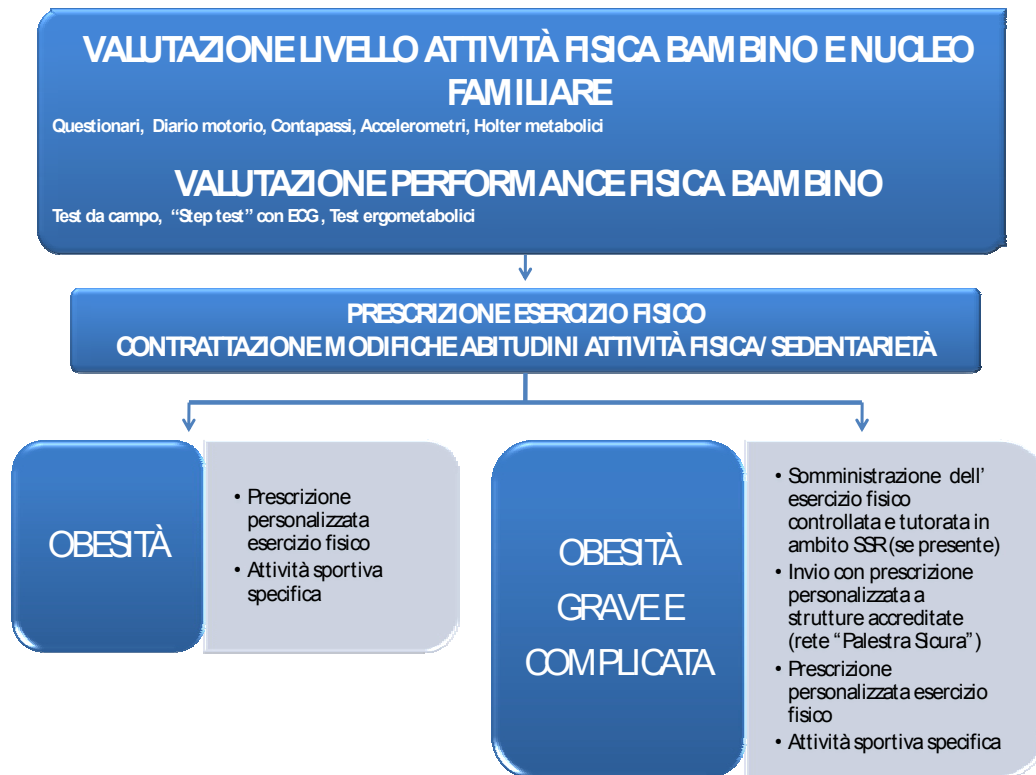 VALUTAZIONE LIVELLO ATTIVITÀ FISICA BAMBINO E NUCLEO
FAMILIARE
Questionari, Diario motorio, Contapassi, Accelerometri, Holter metabolici
VALUTAZIONE PERFORMANCE FISICA BAMBINO
Test da campo, “Step test” con ECG, Test ergometabolici
PRESCRIZIONE ESERCIZIO FISICO
CONTRATTAZIONE MODIFICHE ABITUDINI ATTIVITÀ FISICA/ SEDENTARIETÀ
OBESITÀ
• Prescrizione
personalizzata
esercizio fisico
• Attività sportiva
specifica
OBESITÀ
GRAVE E
COMPLICATA
• Somministrazione dell’
esercizio fisico
controllata e tutorata in
ambito SSR (se presente)
• Invio con prescrizione
personalizzata a
strutture accreditate
(rete “Palestra Sicura”)
• Prescrizione
personalizzata esercizio
fisico
• Attività sportiva specifica